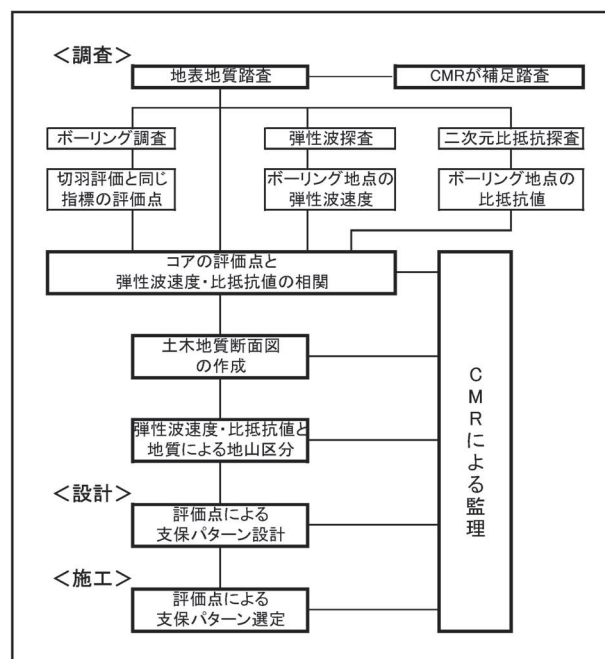 ＜調査＞
地表地質踏査
CMRが補足踏査
ボーリング調査
弾性波探査
二次元比抵抗探査
切羽評価と同じ
指標の評価点
ボーリング地点の
弾性波速度
ボーリング地点の
比抵抗値
コアの評価点と
弾性波速度・比抵抗値の相関
土木地質断面図
の作成
弾性波速度・比抵抗値と
地質による地山区分
＜設計＞
評価点による
支保パターン設計
＜施工＞
評価点による
支保パターン選定
CMRによる監理